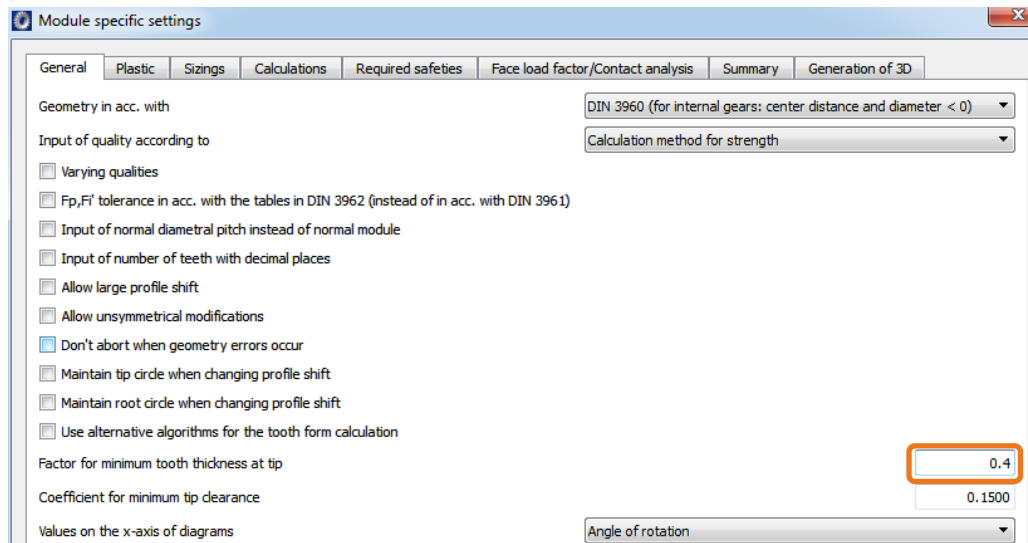 Module specific settings
General Plastic Sizings Calculations Required safeties Face load factor/Contact analysis Summary Generation of 3D
Geometry in acc. with DIN 3960 (for internal gears: center distance and diameter < 0)
Input of quality according to Calculation method for strength
Varying qualities
Fp,Fi' tolerance in acc. with the tables in DIN 3962 (instead of in acc. with DIN 3961)
Input of normal diametral pitch instead of normal module
Input of number of teeth with decimal places
Allow large profile shift
Allow unsymmetrical modifications
Don't abort when geometry errors occur
Maintain tip circle when changing profile shift
Maintain root circle when changing profile shift
Use alternative algorithms for the tooth form calculation
Factor for minimum tooth thickness at tip 0.4
Coefficient for minimum tip clearance 0.1500
Values on the x-axis of diagrams Angle of rotation